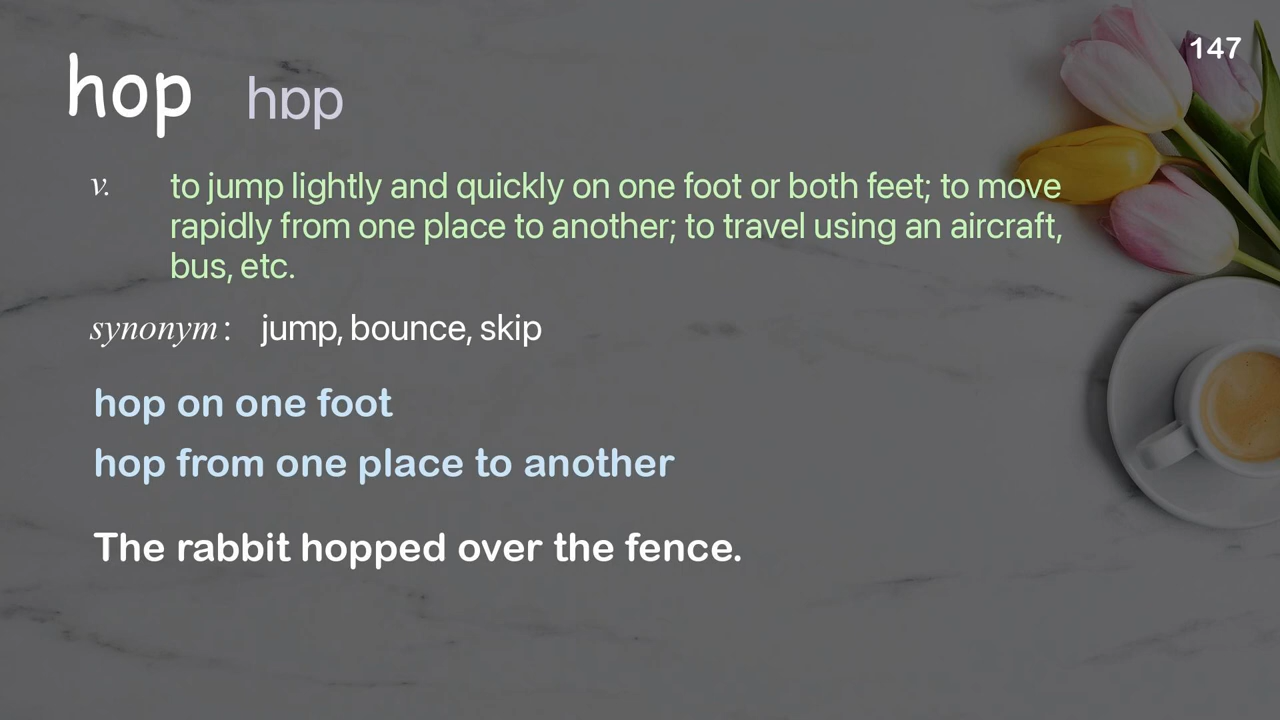 147
hop hɒp
v. to jump lightly and quickly on one foot or both feet; to move
rapidly from one place to another; to travel using an aircraft,
bus, etc.
synonym: jump, bounce, skip
hop on one foot
hop from one place to another
The rabbit hopped over the fence.